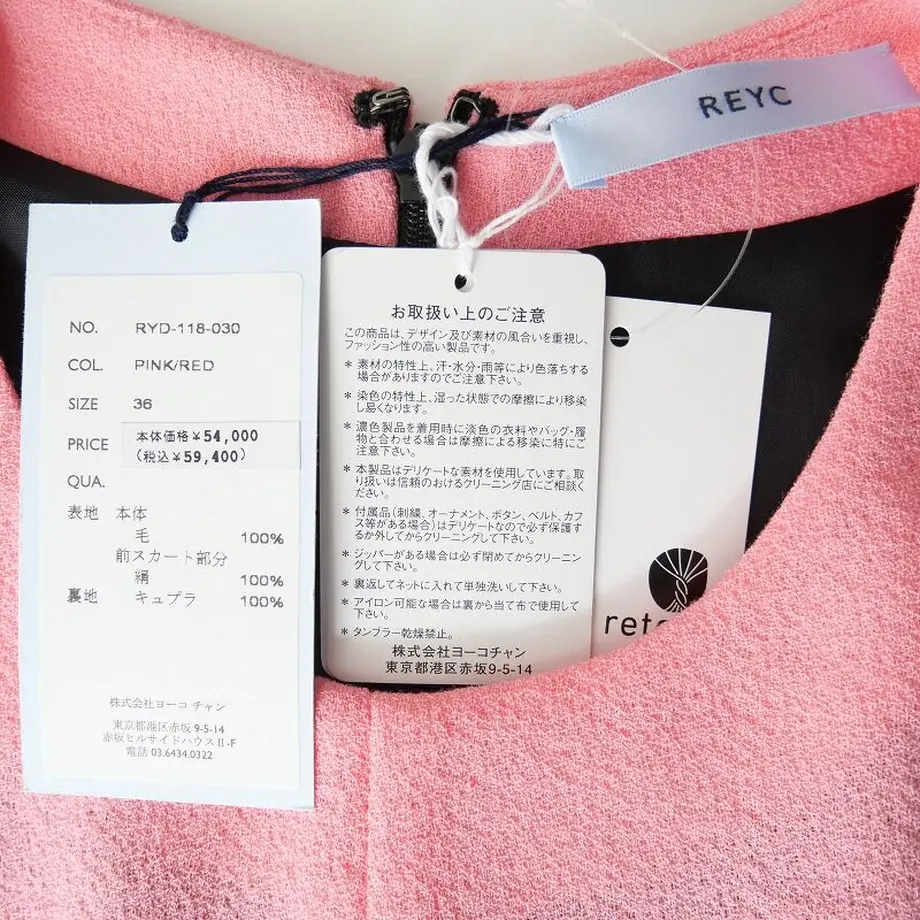 REYC
NO. RYD-118-030
COL. PINK/RED
SIZE 36
PRICE 本体価格¥54,000
(税込¥59,400)
QUA.
表地 本体
毛 100%
前スカート部分
絹 100%
裏地 キュプラ 100%
株式会社ヨーコ チャン
東京都港区赤坂9-5-14
赤坂ヒルサイドハウスⅡ-F
電話 03.6434.0322
お取扱い上のご注意
この商品は、デザイン及び素材の風合いを重視し、
ファッション性の高い製品です。
* 素材の特性上、汗・水分・雨等により色落ちする
場合がありますのでご注意下さい。
* 染色の特性上、湿った状態での摩擦により移染
し易くなります。
* 濃色製品を着用時に淡色の衣料やバッグ・履
物と合わせる場合は摩擦による移染に特にご
注意下さい。
* 本製品はデリケートな素材を使用しています。取
り扱いは信頼のおけるクリーニング店にご相談く
ださい。
* 付属品(刺繍、オーナメント、ボタン、ベルト、カフ
ス等がある場合)はデリケートなので必ず保護す
るか外してからクリーニングして下さい。
* ジッパーがある場合は必ず閉めてからクリーニン
グして下さい。
* 裏返してネットに入れて単独洗いして下さい。
* アイロン可能な場合は裏から当て布で使用して
下さい。
* タンブラー乾燥禁止。
株式会社ヨーコチャン
東京都港区赤坂9-5-14